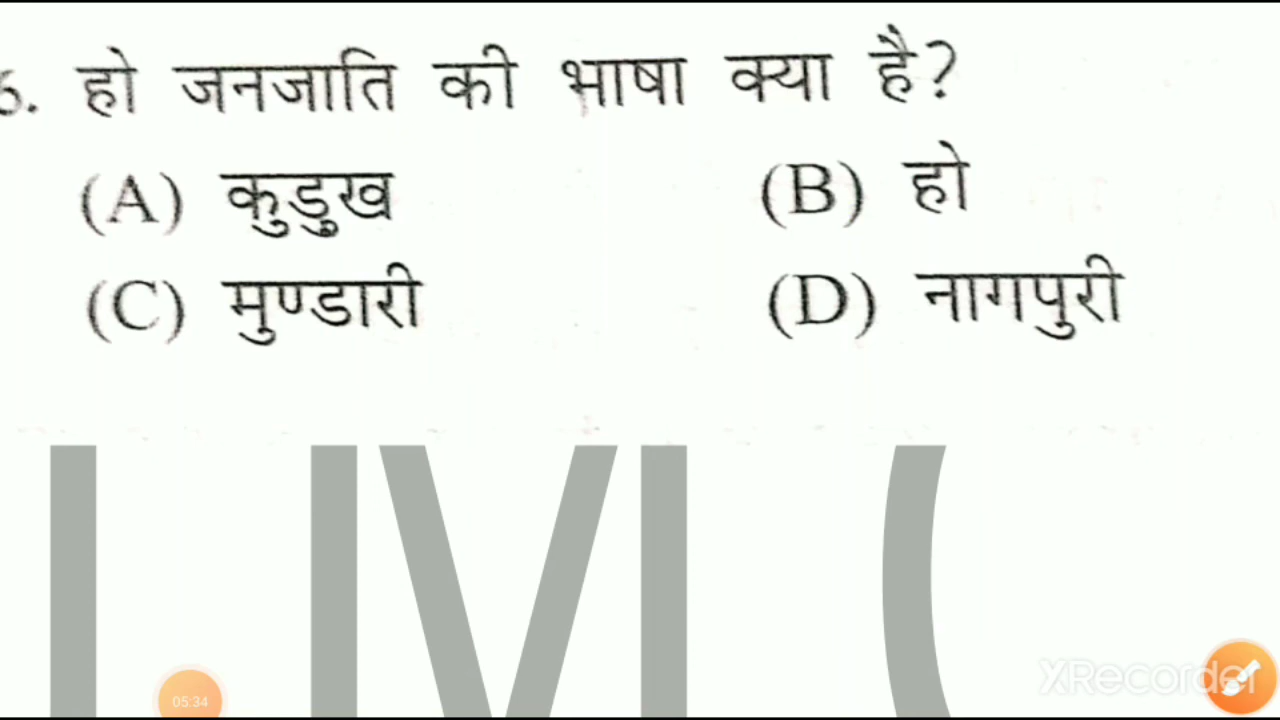 6. हो जनजाति की भाषा क्या है?
(A) कुडुख (B) हो
(C) मुण्डारी (D) नागपुरी
05:34
XRecorder